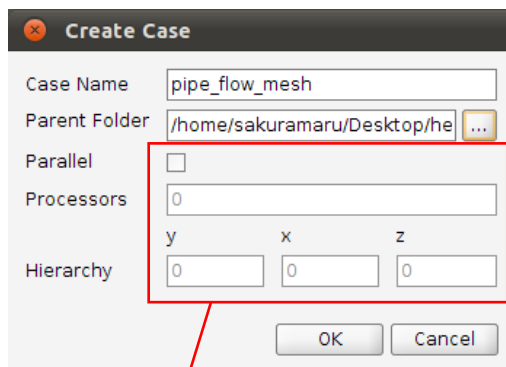 Create Case
Case Name pipe_flow_mesh
Parent Folder /home/sakuramaru/Desktop/he ...
Parallel
Processors 0
y x z
Hierarchy 0 0 0
OK Cancel